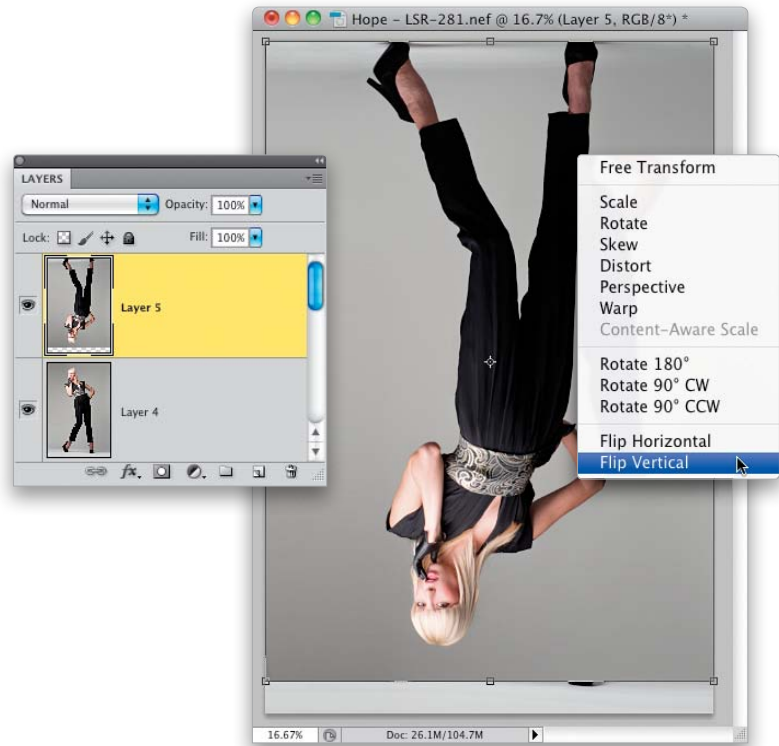 Hope – LSR-281.nef @ 16.7% (Layer 5, RGB/8*) *
LAYERS
Normal Opacity: 100%
Lock: Fill: 100%
Layer 5
Layer 4
fx.
Free Transform
Scale
Rotate
Skew
Distort
Perspective
Warp
Content-Aware Scale
Rotate 180°
Rotate 90° CW
Rotate 90° CCW
Flip Horizontal
Flip Vertical
16.67% Doc: 26.1M/104.7M